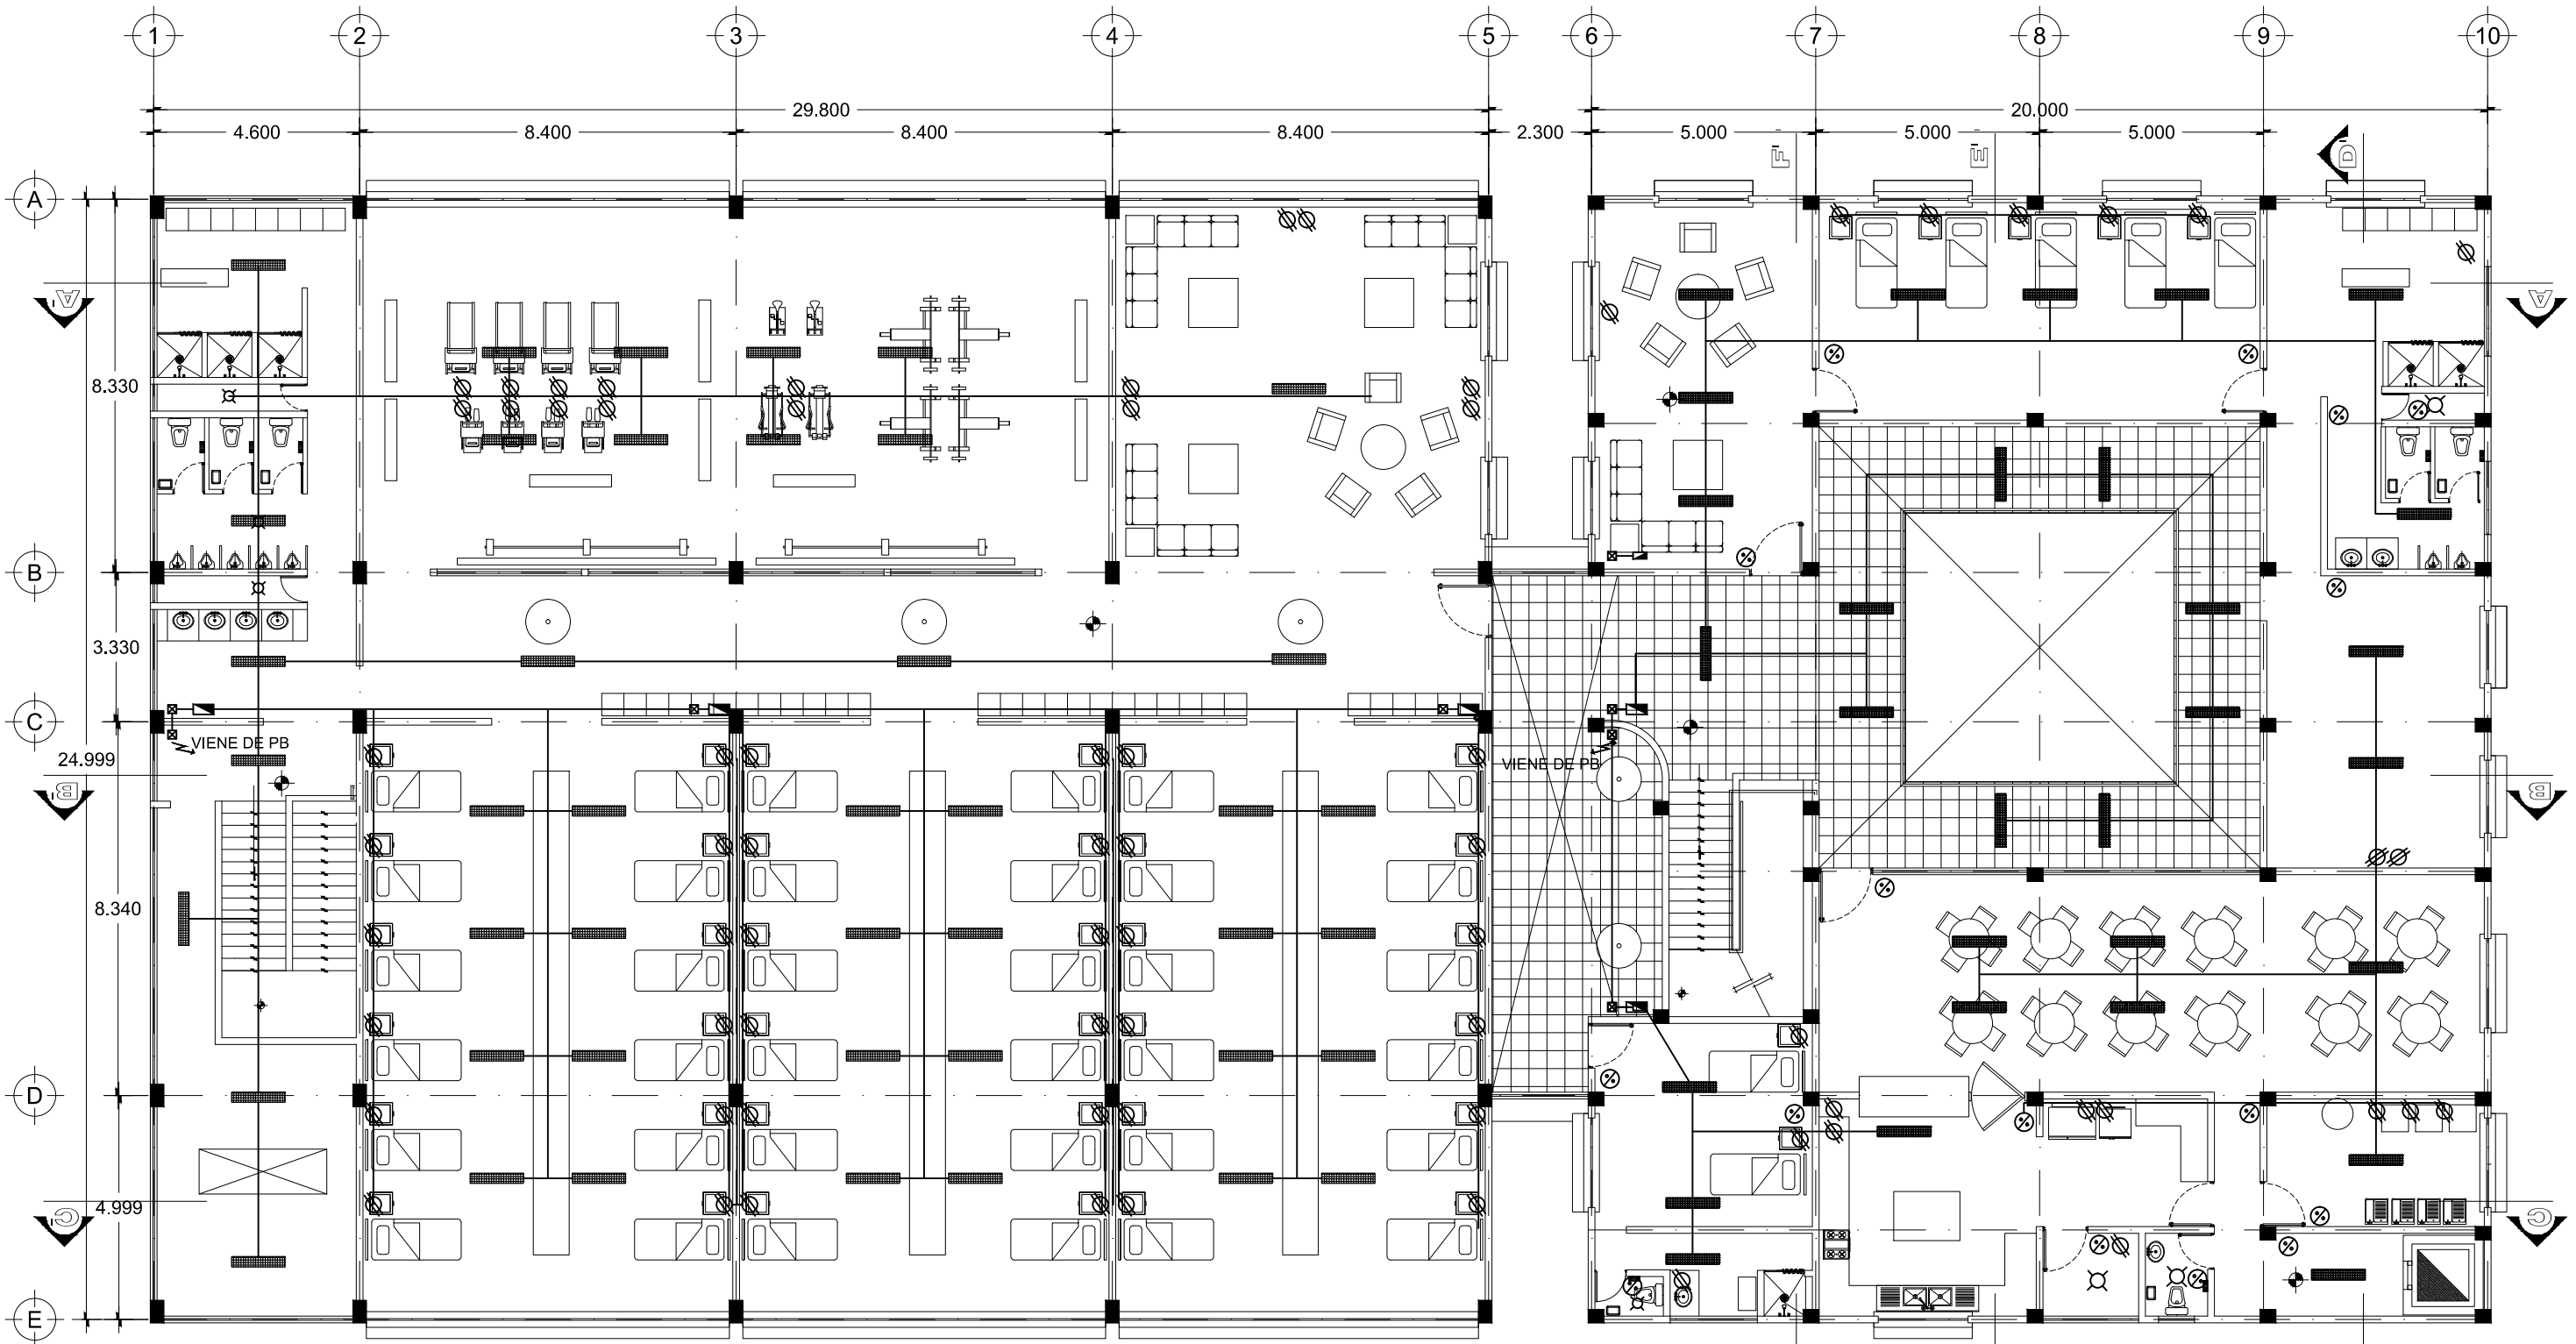 1 2 3 4 5 6 7 8 9 10
29.800 20.000
4.600 8.400 8.400 8.400 2.300 5.000 5.000 5.000
F' E' D'
A
A A
8.330
B
3.330
C
VIENE DE PB
VIENE DE PB
24.999
B B
8.340
D
4.999
C C
E